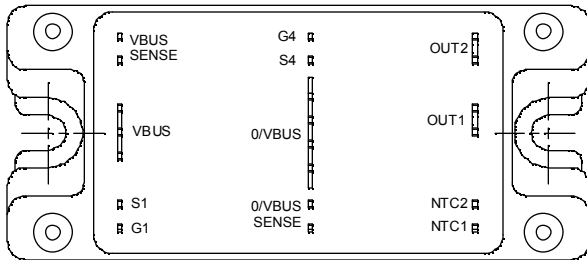 VBUS
SENSE
G4
S4
OUT2
VBUS
0/VBUS
OUT1
S1
G1
0/VBUS
SENSE
NTC2
NTC1